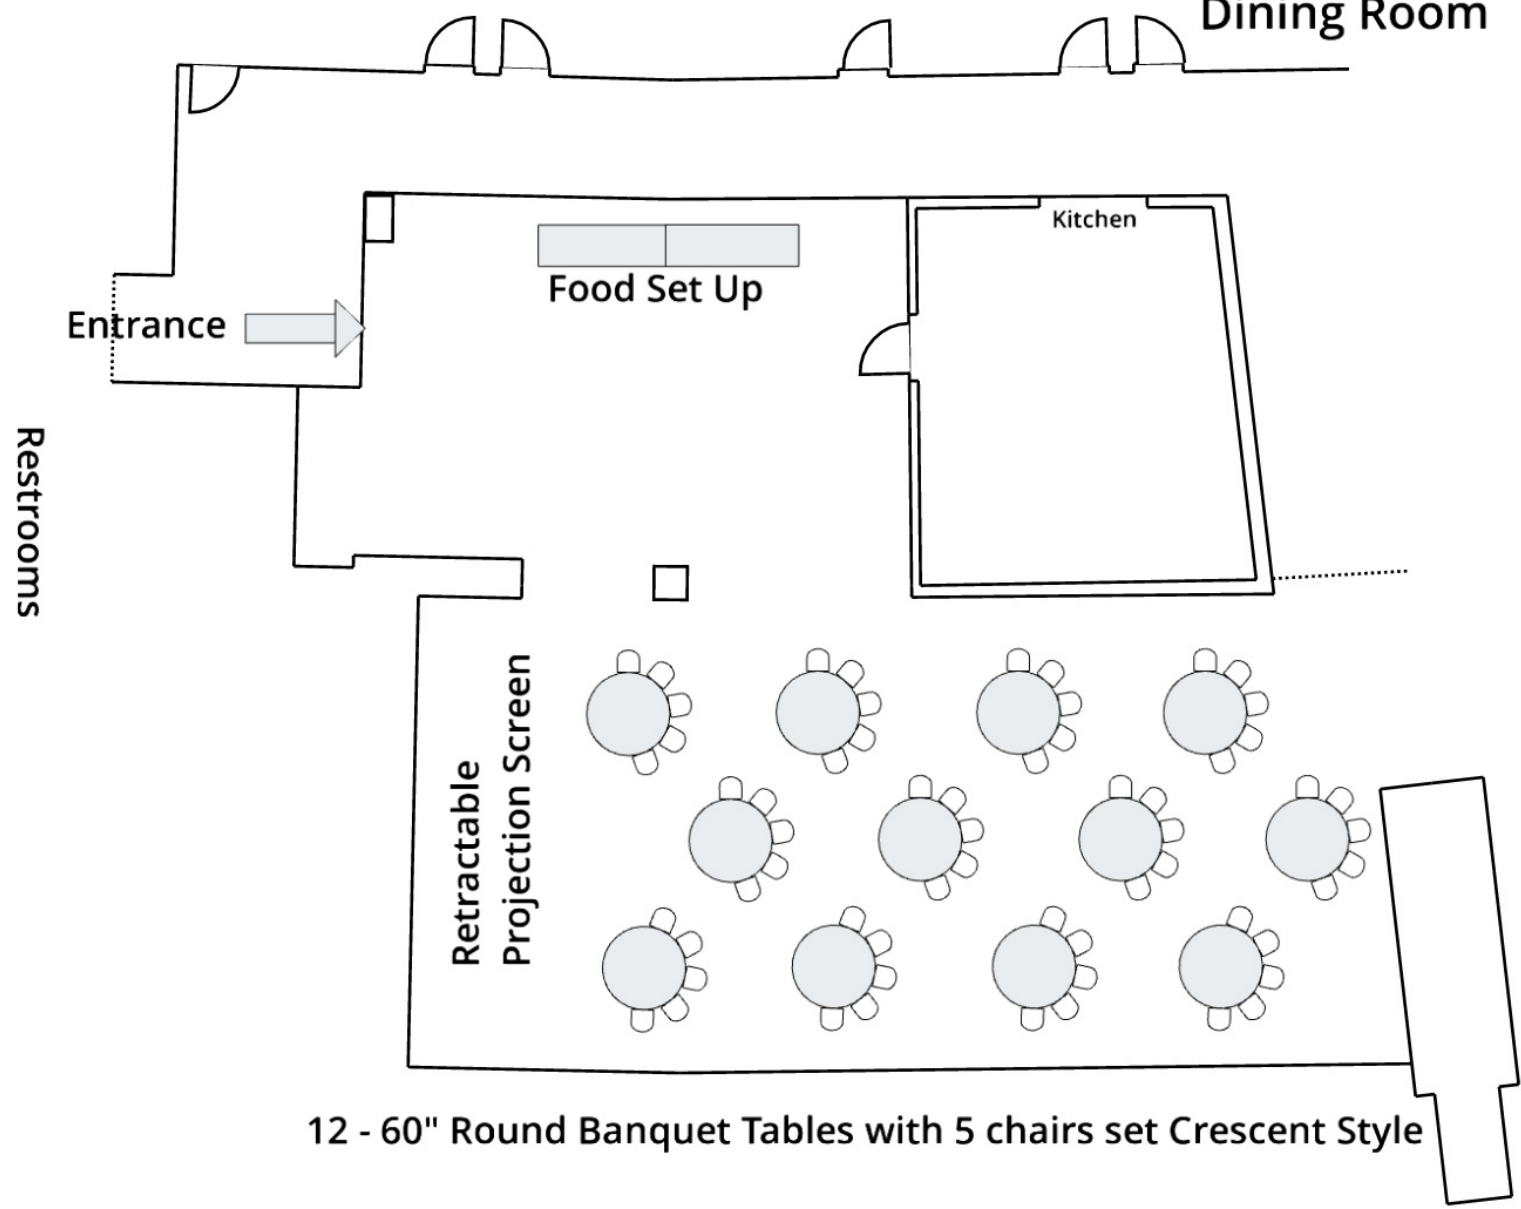 Dining Room
Kitchen
Food Set Up
Entrance
Restrooms
Retractable
Projection Screen
12 - 60" Round Banquet Tables with 5 chairs set Crescent Style